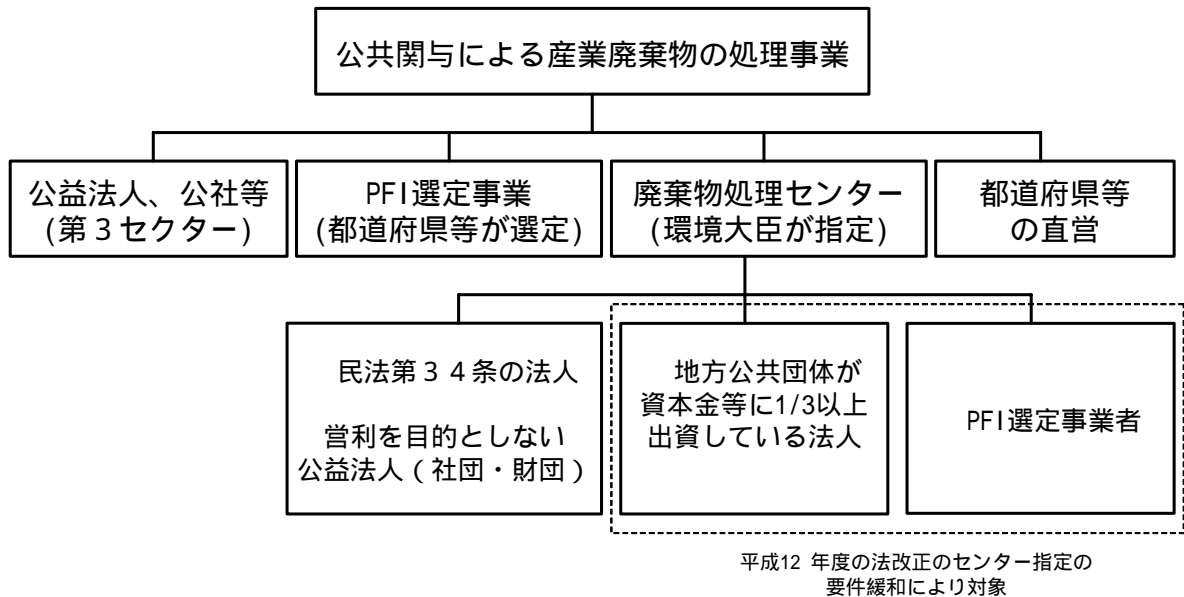 公共関与による産業廃棄物の処理事業
公益法人、公社等
(第３セクター)
PFI選定事業
(都道府県等が選定)
廃棄物処理センター
(環境大臣が指定)
都道府県等
の直営
民法第３４条の法人
営利を目的としない
公益法人（社団・財団）
地方公共団体が
資本金等に1/3以上
出資している法人
PFI選定事業者
平成12 年度の法改正のセンター指定の
要件緩和により対象